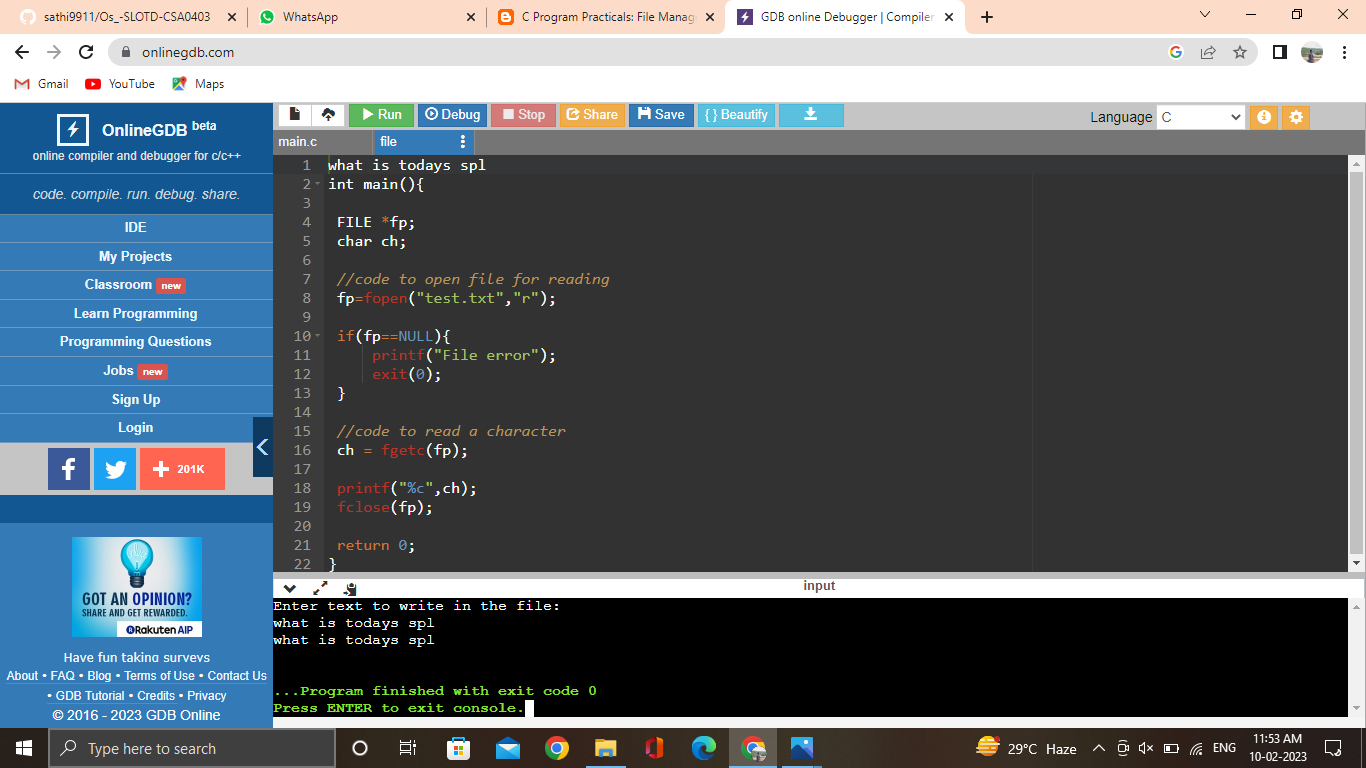 sathi9911/Os_-SLOTD-CSA0403
WhatsApp
C Program Practicals: File Manag
GDB online Debugger | Compiler
onlinegdb.com
Gmail YouTube Maps
OnlineGDB beta
online compiler and debugger for c/c++
code. compile. run. debug. share.
IDE
My Projects
Classroom new
Learn Programming
Programming Questions
Jobs new
Sign Up
Login
f
+ 201K
GOT AN OPINION?
SHARE AND GET REWARDED.
Rakuten AIP
Have fun taking surveys
About • FAQ • Blog • Terms of Use • Contact Us
• GDB Tutorial • Credits • Privacy
© 2016 - 2023 GDB Online
Run Debug Stop Share Save { } Beautify
Language C
main.c file
1 what is todays spl
2 int main(){
3
4 FILE *fp;
5 char ch;
6
7 //code to open file for reading
8 fp=fopen("test.txt","r");
9
10 if(fp==NULL){
11 printf("File error");
12 exit(0);
13 }
14
15 //code to read a character
16 ch = fgetc(fp);
17
18 printf("%c",ch);
19 fclose(fp);
20
21 return 0;
22 }
input
Enter text to write in the file:
what is todays spl
what is todays spl
...Program finished with exit code 0
Press ENTER to exit console.
Type here to search
29°C Haze
ENG
11:53 AM
10-02-2023